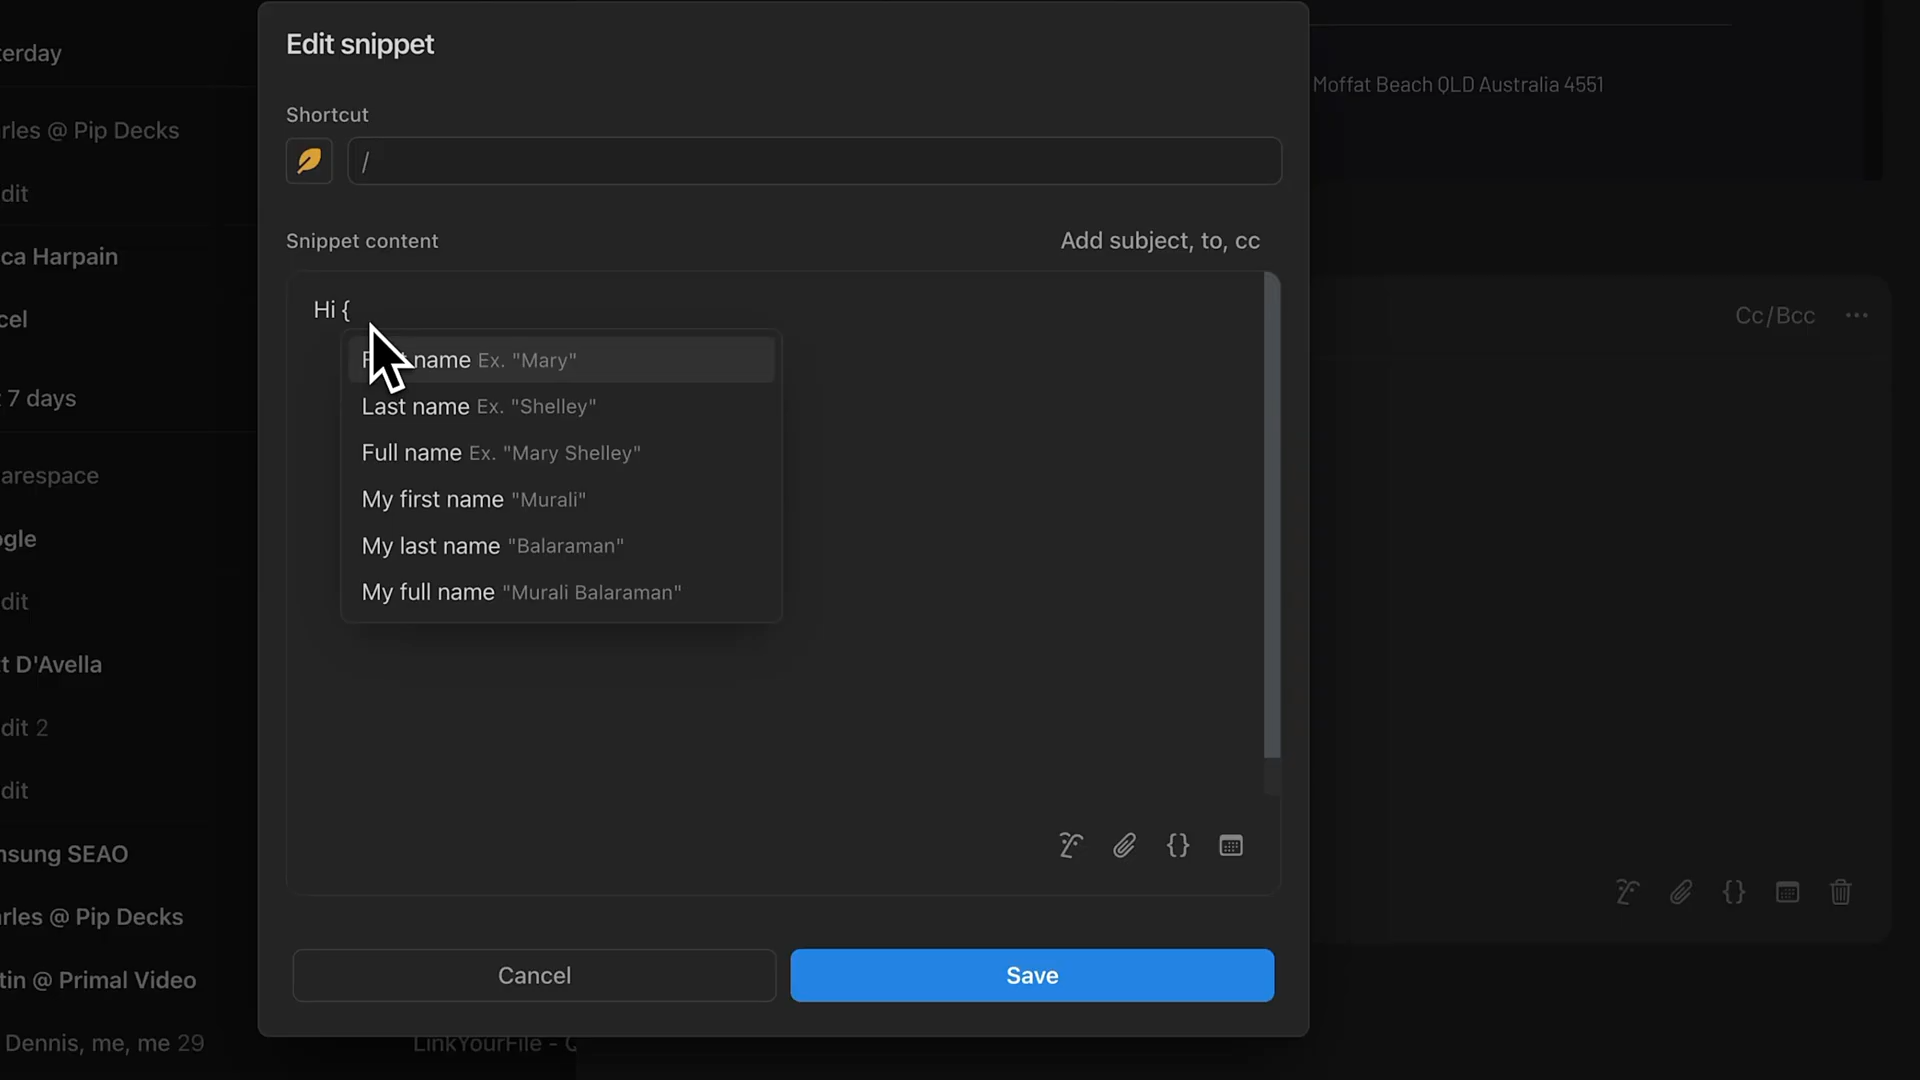 Edit snippet
Shortcut
/
Snippet content
Add subject, to, cc
Hi {
name Ex. "Mary"
Last name Ex. "Shelley"
Full name Ex. "Mary Shelley"
My first name "Murali"
My last name "Balaraman"
My full name "Murali Balaraman"
{}
Cancel
Save
terday
rles @ Pip Decks
dit
ca Harpain
cel
7 days
arespace
ogle
dit
t D'Avella
dit 2
dit
nsung SEAO
arles @ Pip Decks
tin @ Primal Video
Dennis, me, me 29
LinkYourFile -
Moffat Beach QLD Australia 4551
Cc/Bcc
{}